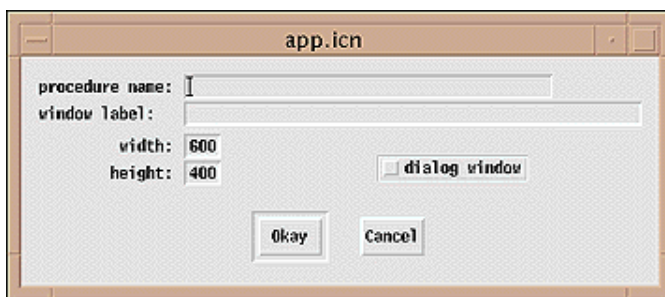 app.icn
procedure name:
window label:
width: 600
height: 400
dialog window
Okay Cancel